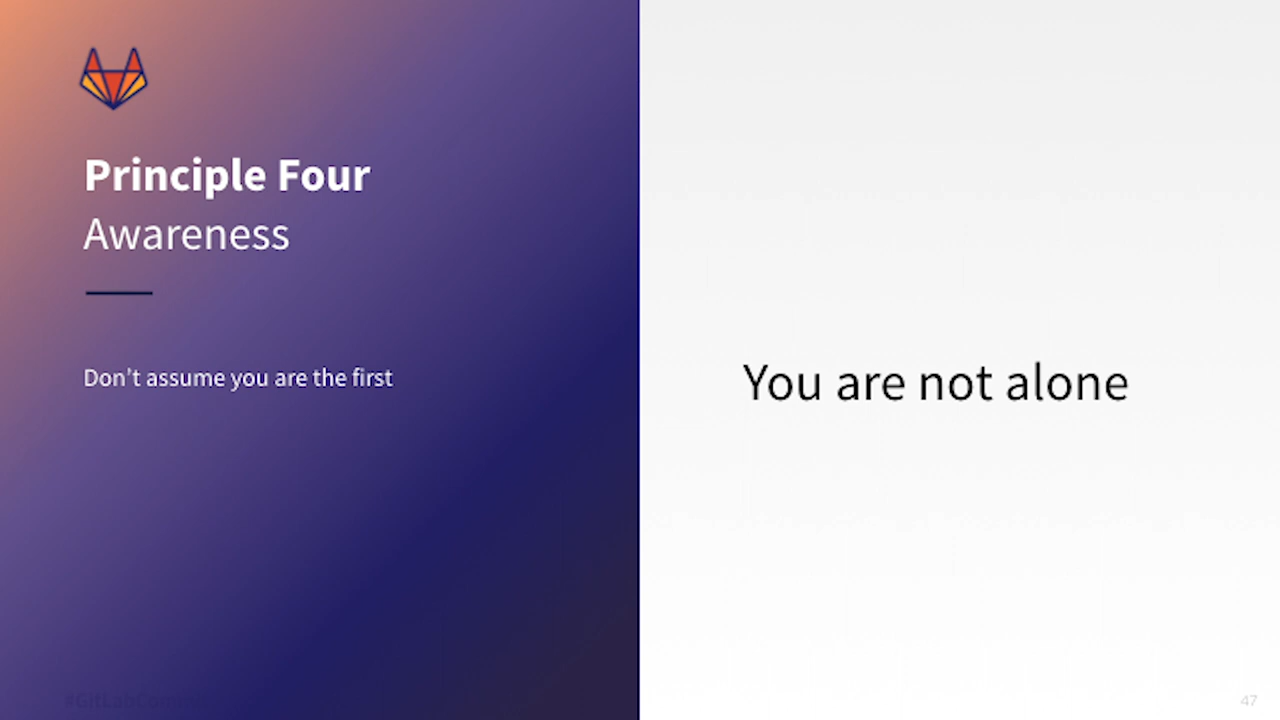 Principle Four
Awareness
Don't assume you are the first
You are not alone
47